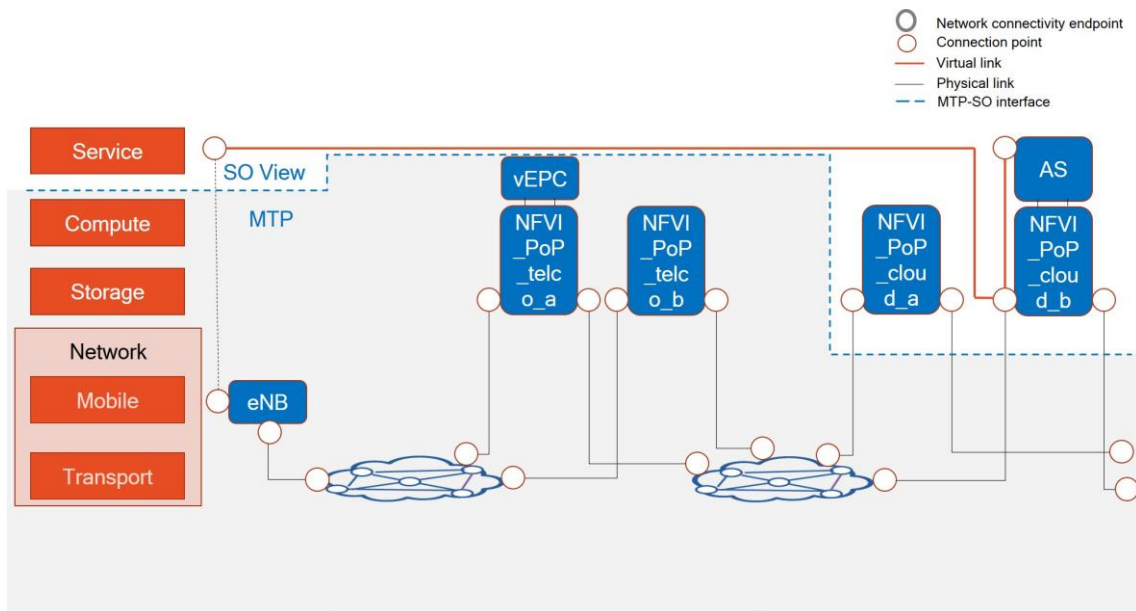 Network connectivity endpoint
Connection point
Virtual link
Physical link
MTP-SO interface
Service
SO View
AS
vEPC
Compute
MTP
NFVI
_PoP
_telc
o_a
NFVI
_PoP
_telc
o_b
NFVI
_PoP
_clou
d_a
NFVI
_PoP
_clou
d_b
Storage
Network
Mobile
eNB
Transport